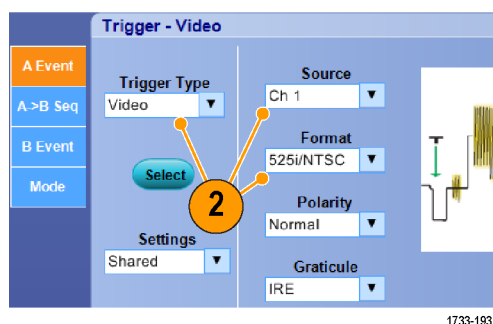 Trigger - Video
A Event
A->B Seq
B Event
Mode
Trigger Type
Video
Select
Settings
Shared
Source
Ch 1
Format
525i/NTSC
Polarity
Normal
Graticule
IRE
T
2
1733-193